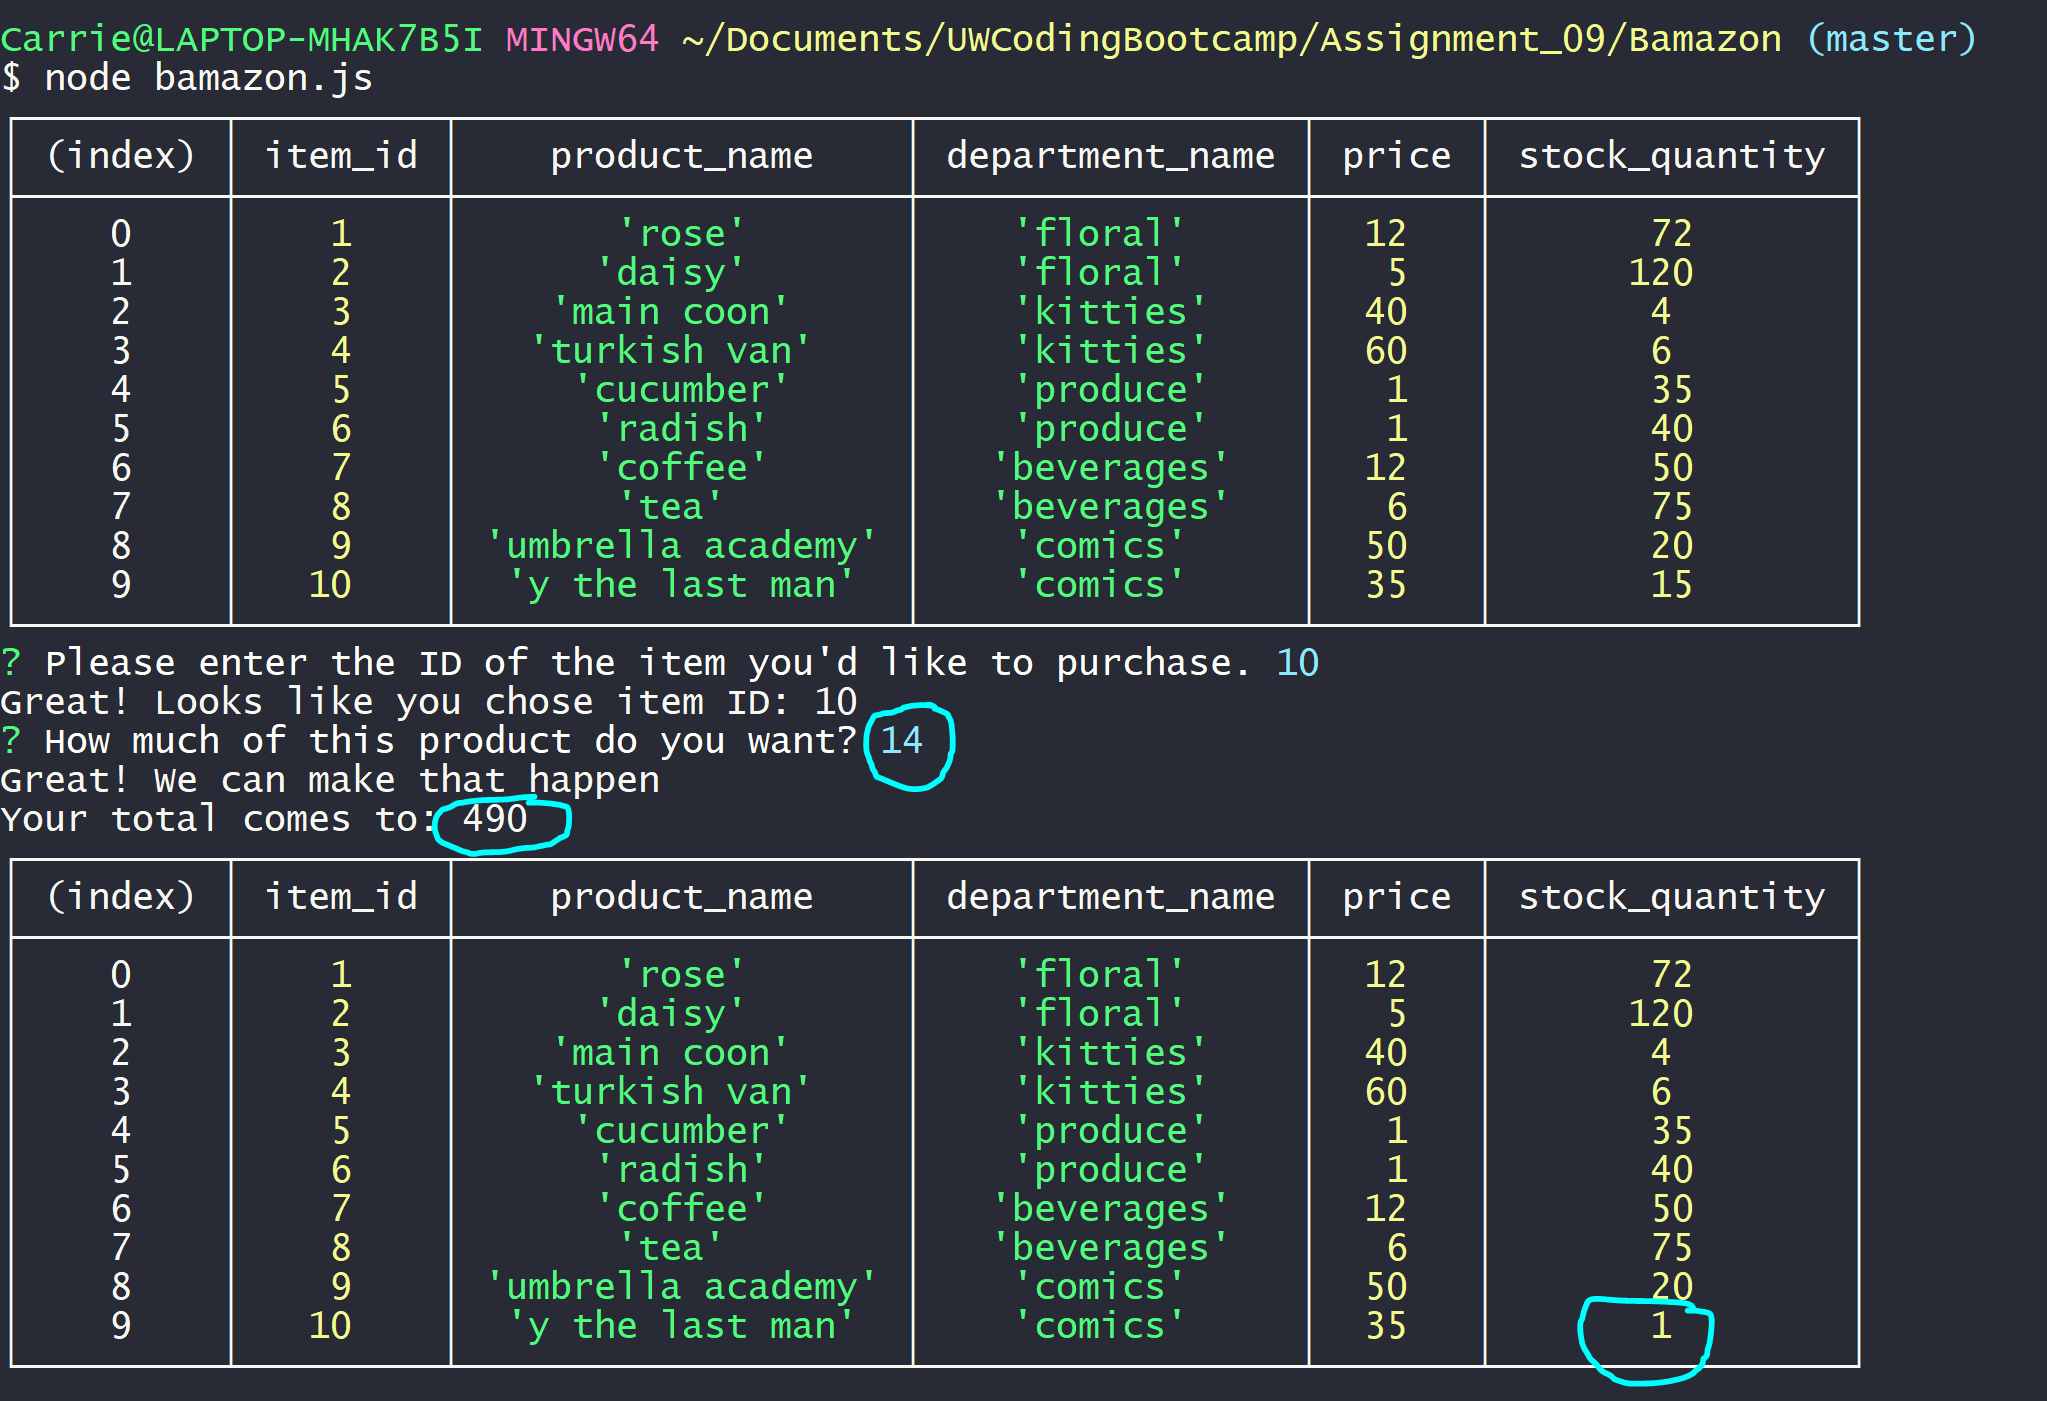 Carrie@LAPTOP-MHAK7B5I MINGW64 ~/Documents/UWCodingBootcamp/Assignment_09/Bamazon (master)
$ node bamazon.js
(index) item_id product_name department_name price stock_quantity
0 1 'rose' 'floral' 12 72
1 2 'daisy' 'floral' 5 120
2 3 'main coon' 'kitties' 40 4
3 4 'turkish van' 'kitties' 60 6
4 5 'cucumber' 'produce' 1 35
5 6 'radish' 'produce' 1 40
6 7 'coffee' 'beverages' 12 50
7 8 'tea' 'beverages' 6 75
8 9 'umbrella academy' 'comics' 50 20
9 10 'y the last man' 'comics' 35 15
? Please enter the ID of the item you'd like to purchase. 10
Great! Looks like you chose item ID: 10
? How much of this product do you want? 14
Great! We can make that happen
Your total comes to: 490
(index) item_id product_name department_name price stock_quantity
0 1 'rose' 'floral' 12 72
1 2 'daisy' 'floral' 5 120
2 3 'main coon' 'kitties' 40 4
3 4 'turkish van' 'kitties' 60 6
4 5 'cucumber' 'produce' 1 35
5 6 'radish' 'produce' 1 40
6 7 'coffee' 'beverages' 12 50
7 8 'tea' 'beverages' 6 75
8 9 'umbrella academy' 'comics' 50 20
9 10 'y the last man' 'comics' 35 1